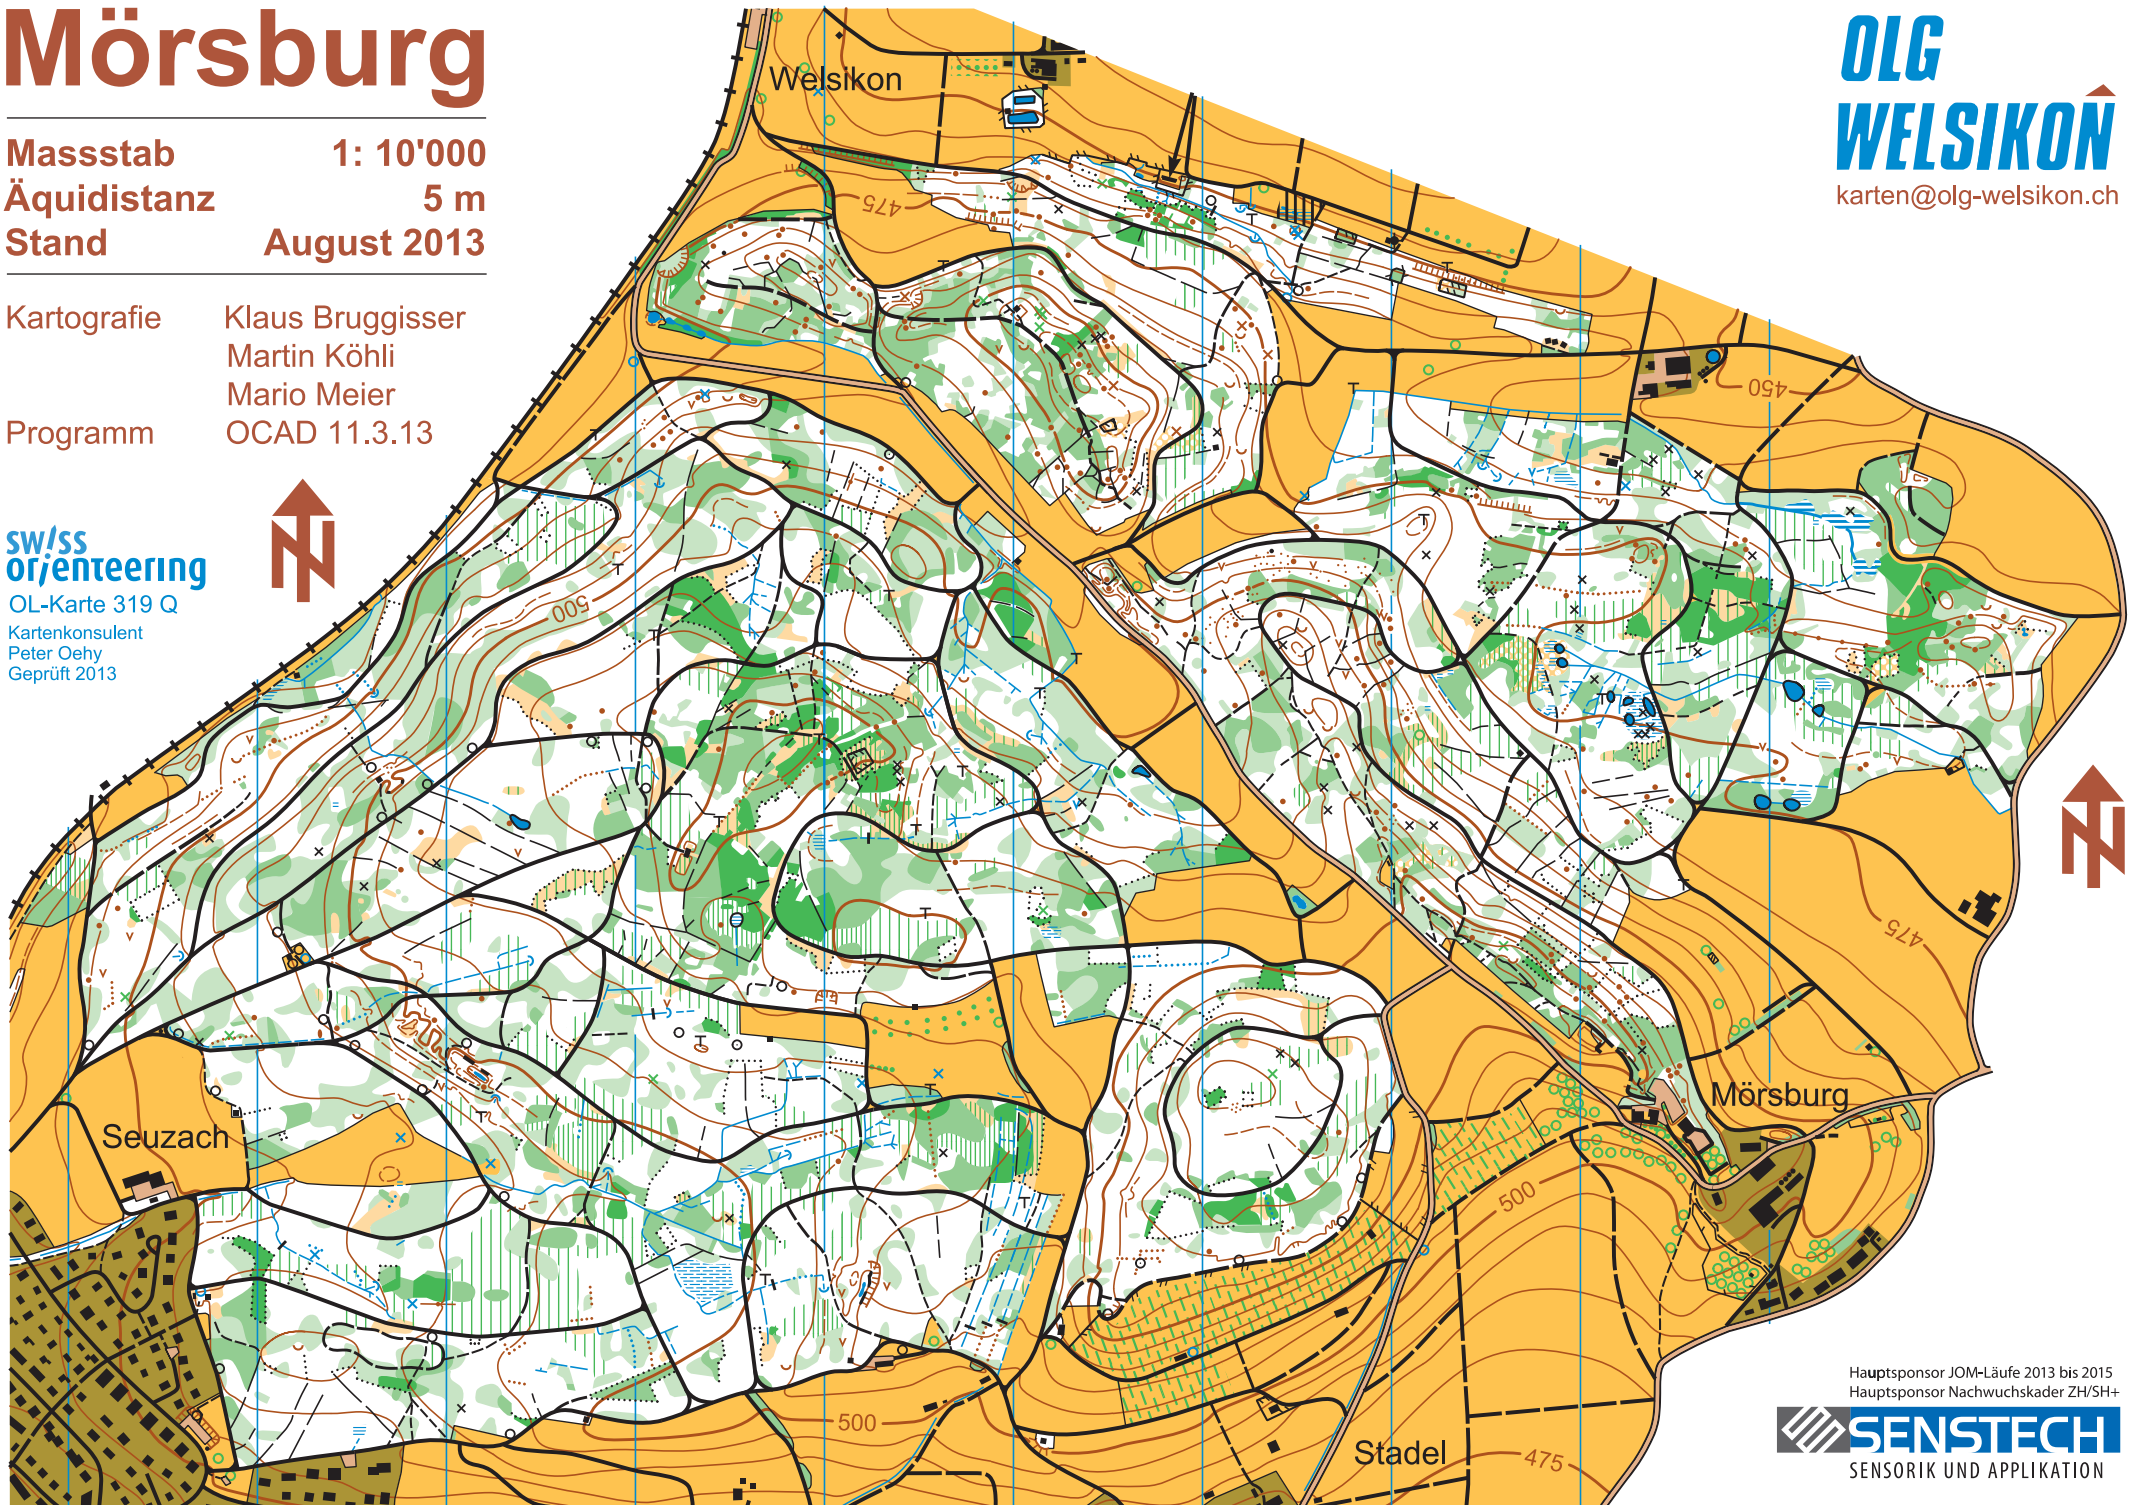 Mörsburg
Massstab 1: 10'000
Äquidistanz 5 m
Stand August 2013
Kartografie Klaus Bruggisser
Martin Köhli
Mario Meier
Programm OCAD 11.3.13
swiss
orienteering
OL-Karte 319 Q
Kartenkonsulent
Peter Oehy
Geprüft 2013
OLG
WELSIKON
karten@olg-welsikon.ch
Welsikon
475
450
500
475
Mörsburg
Seuzach
500
500
Stadel
475
Hauptsponsor JOM-Läufe 2013 bis 2015
Hauptsponsor Nachwuchskader ZH/SH+
SENSTECH
SENSORIK UND APPLIKATION